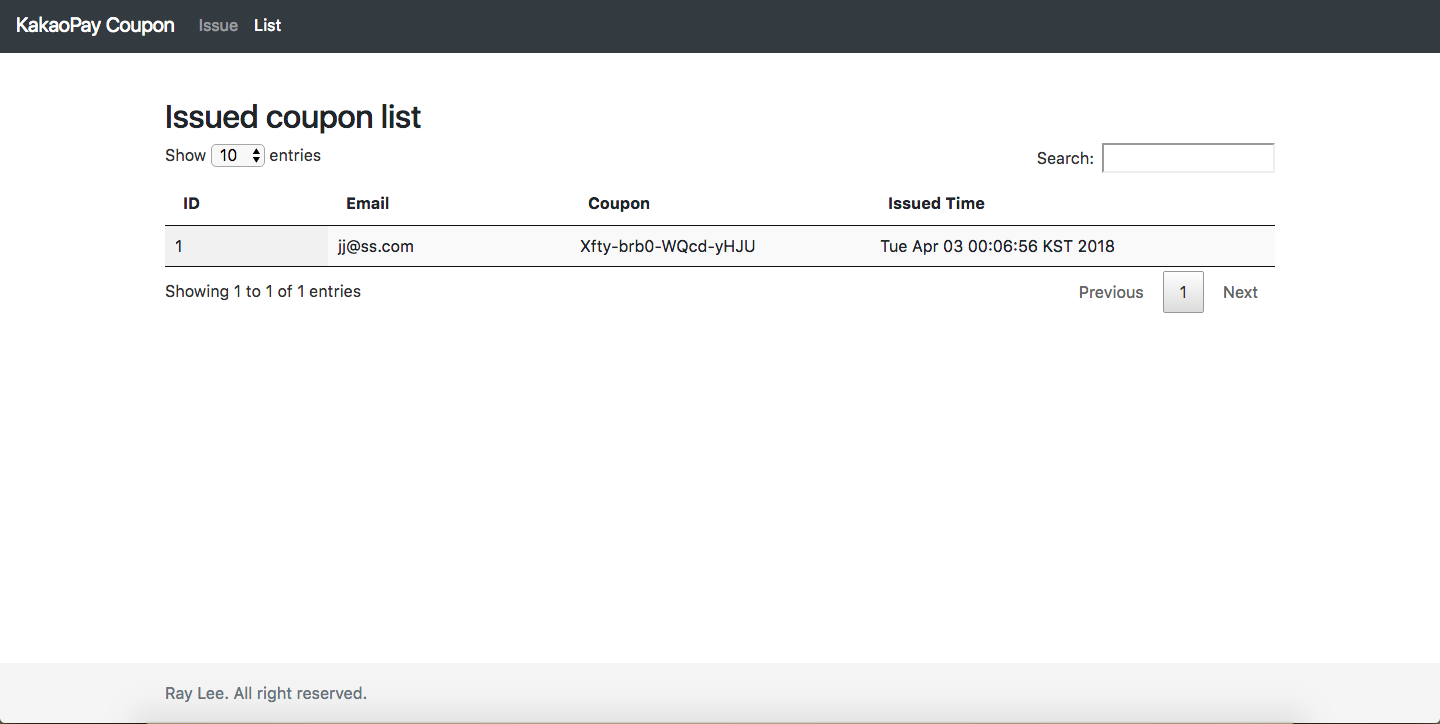 KakaoPay Coupon Issue List
Issued coupon list
Show 10 entries Search:
ID Email Coupon Issued Time
1 jj@ss.com Xfty-brb0-WQcd-yHJU Tue Apr 03 00:06:56 KST 2018
Showing 1 to 1 of 1 entries Previous 1 Next
Ray Lee. All right reserved.